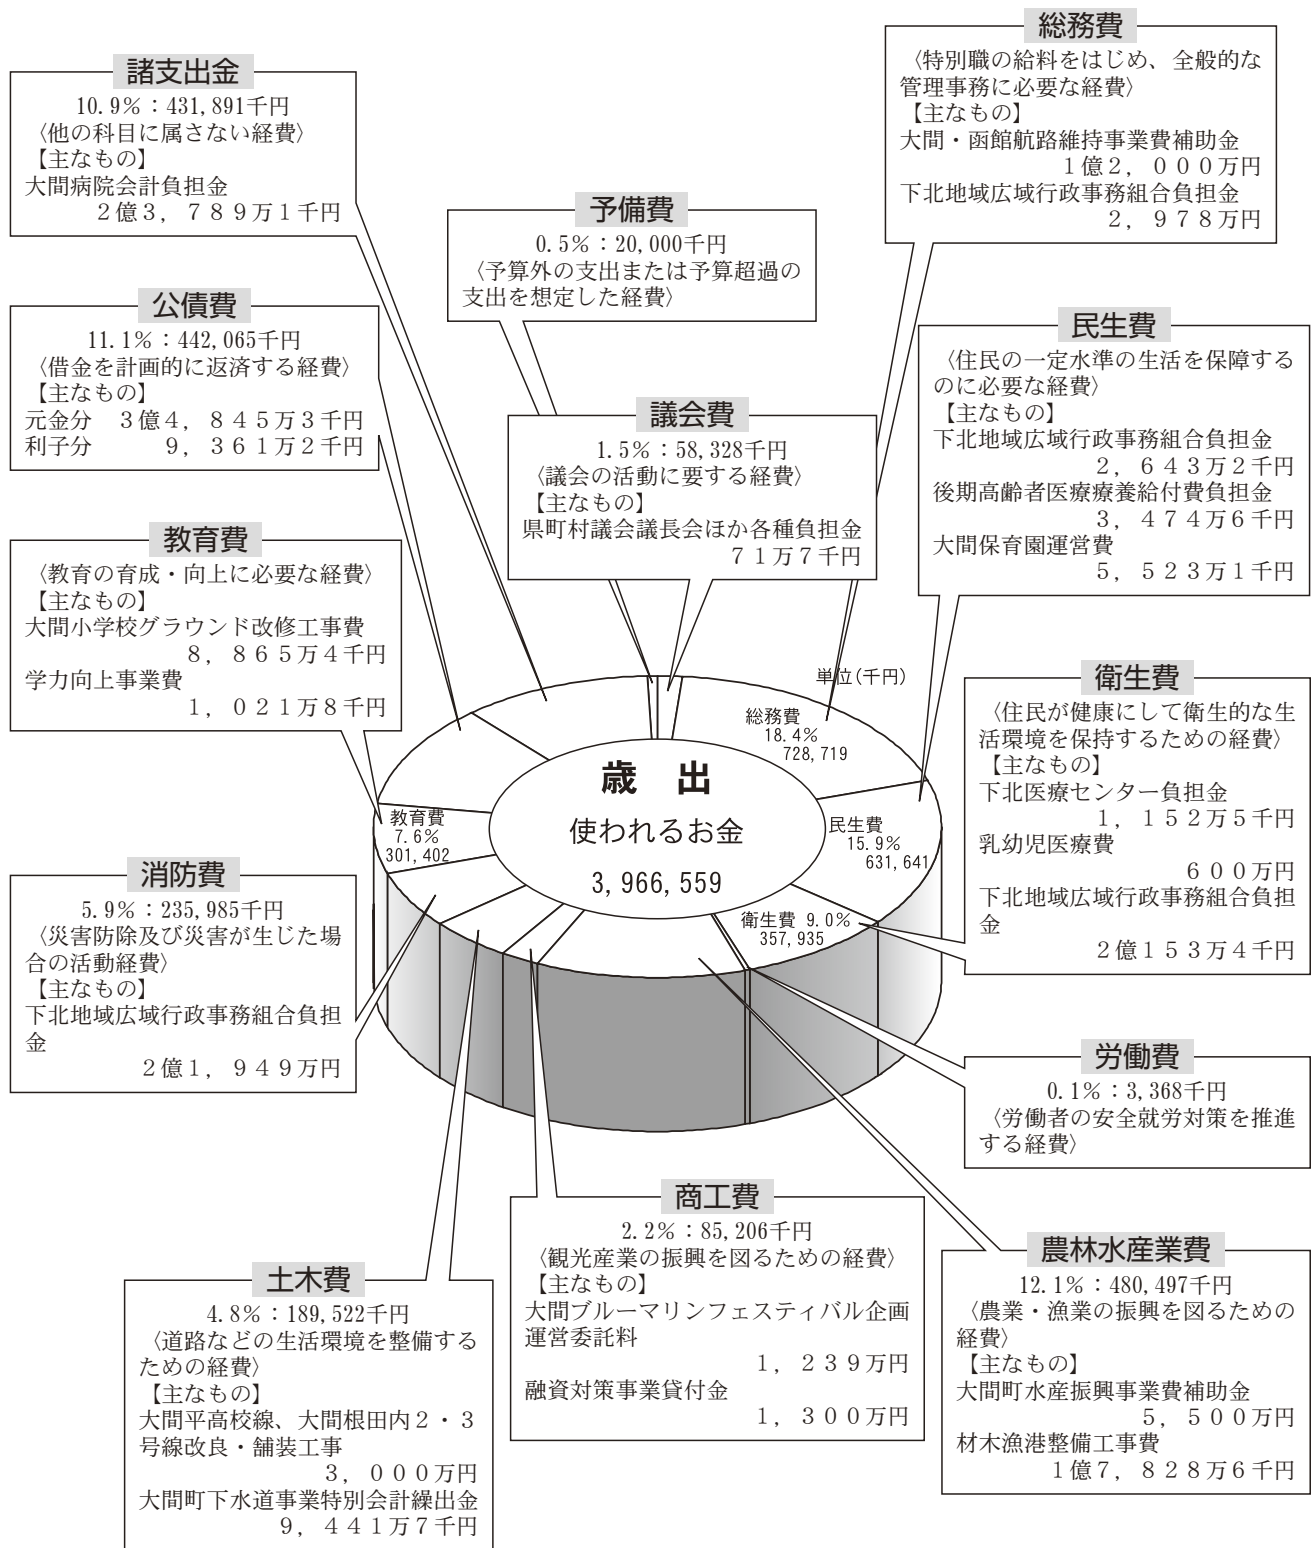 諸支出金
10.9%:431,891千円
〈他の科目に属さない経費〉
【主なもの】
大間病院会計負担金
2億3,789万1千円
公債費
11.1%:442,065千円
〈借金を計画的に返済する経費〉
【主なもの】
元金分 3億4,845万3千円
利子分 9,361万2千円
教育費
〈教育の育成・向上に必要な経費〉
【主なもの】
大間小学校グラウンド改修工事費
8,865万4千円
学力向上事業費
1,021万8千円
消防費
5.9%:235,985千円
〈災害防除及び災害が生じた場
合の活動経費〉
【主なもの】
下北地域広域行政事務組合負担
金
2億1,949万円
土木費
4.8%:189,522千円
〈道路などの生活環境を整備する
ための経費〉
【主なもの】
大間平高校線、大間根田内2・3
号線改良・舗装工事
3,000万円
大間町下水道事業特別会計繰出金
9,441万7千円
予備費
0.5%:20,000千円
〈予算外の支出または予算超過の
支出を想定した経費〉
議会費
1.5%:58,328千円
〈議会の活動に要する経費〉
【主なもの】
県町村議会議長会ほか各種負担金
71万7千円
単位(千円)
総務費
18.4%
728,719
歳 出
使われるお金
3,966,559
教育費
7.6%
301,402
民生費
15.9%
631,641
衛生費 9.0%
357,935
商工費
2.2%:85,206千円
〈観光産業の振興を図るための経費〉
【主なもの】
大間ブルーマリンフェスティバル企画
運営委託料
1,239万円
融資対策事業貸付金
1,300万円
総務費
〈特別職の給料をはじめ、全般的な
管理事務に必要な経費〉
【主なもの】
大間・函館航路維持事業費補助金
1億2,000万円
下北地域広域行政事務組合負担金
2,978万円
民生費
〈住民の一定水準の生活を保障する
のに必要な経費〉
【主なもの】
下北地域広域行政事務組合負担金
2,643万2千円
後期高齢者医療療養給付費負担金
3,474万6千円
大間保育園運営費
5,523万1千円
衛生費
〈住民が健康にして衛生的な生
活環境を保持するための経費〉
【主なもの】
下北医療センター負担金
1,152万5千円
乳幼児医療費
600万円
下北地域広域行政事務組合負担
金
2億153万4千円
労働費
0.1%:3,368千円
〈労働者の安全就労対策を推進
する経費〉
農林水産業費
12.1%:480,497千円
〈農業・漁業の振興を図るための
経費〉
【主なもの】
大間町水産振興事業費補助金
5,500万円
材木漁港整備工事費
1億7,828万6千円